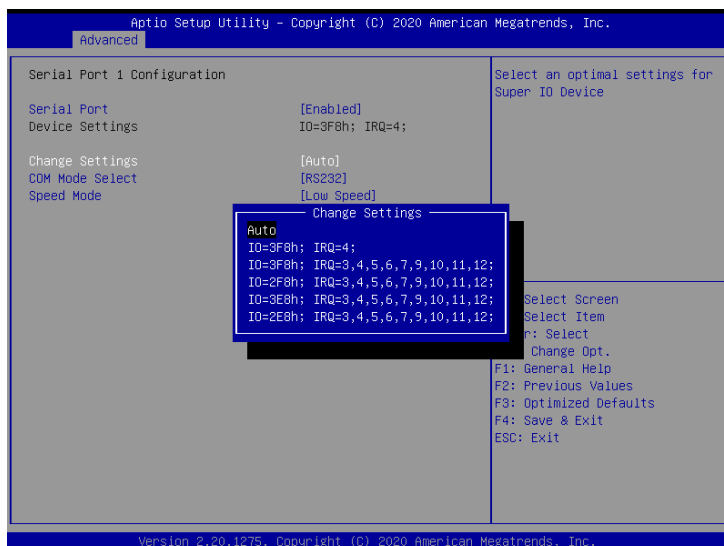 Aptio Setup Utility – Copyright (C) 2020 American Megatrends, Inc.
Advanced
Serial Port 1 Configuration
Serial Port [Enabled]
Device Settings IO=3F8h; IRQ=4;
Change Settings [Auto]
COM Mode Select [RS232]
Speed Mode [Low Speed]
Change Settings
Auto
IO=3F8h; IRQ=4;
IO=3F8h; IRQ=3,4,5,6,7,9,10,11,12;
IO=2F8h; IRQ=3,4,5,6,7,9,10,11,12;
IO=3E8h; IRQ=3,4,5,6,7,9,10,11,12;
IO=2E8h; IRQ=3,4,5,6,7,9,10,11,12;
Select an optimal settings for
Super IO Device
Select Screen
Select Item
r: Select
Change Opt.
F1: General Help
F2: Previous Values
F3: Optimized Defaults
F4: Save & Exit
ESC: Exit
Version 2.20.1275. Copyright (C) 2020 American Megatrends, Inc.